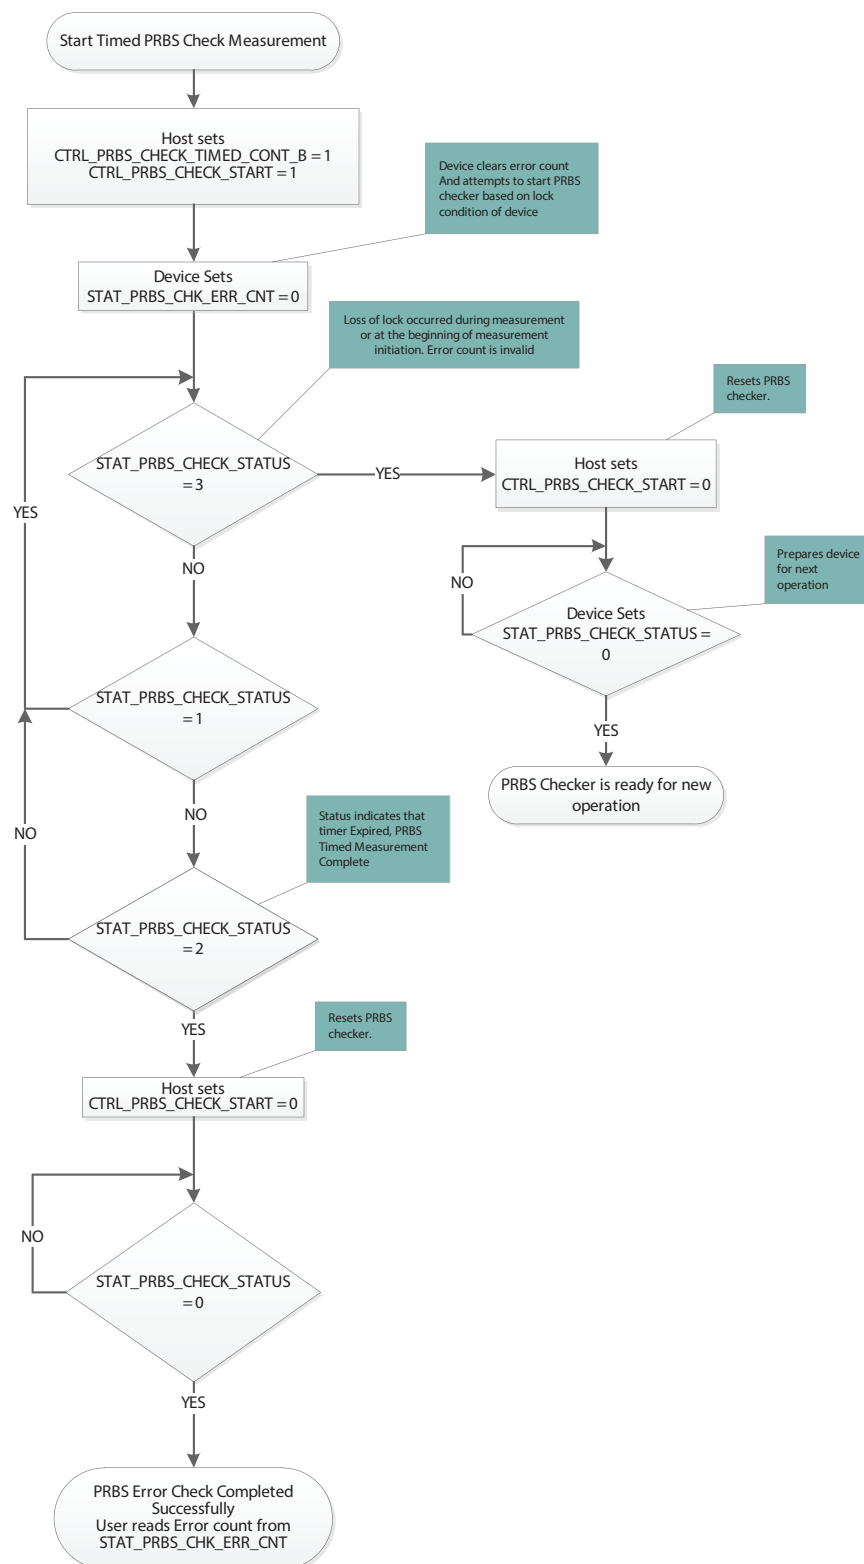 Start Timed PRBS Check Measurement
Host sets
CTRL_PRBS_CHECK_TIMED_CONT_B = 1
CTRL_PRBS_CHECK_START = 1
Device clears error count
And attempts to start PRBS
checker based on lock
condition of device
Device Sets
STAT_PRBS_CHK_ERR_CNT = 0
Loss of lock occurred during measurement
or at the beginning of measurement
initiation. Error count is invalid
Resets PRBS
checker.
STAT_PRBS_CHECK_STATUS
= 3
YES
Host sets
CTRL_PRBS_CHECK_START = 0
YES
NO
Prepares device
for next
operation
NO
Device Sets
STAT_PRBS_CHECK_STATUS =
0
STAT_PRBS_CHECK_STATUS
= 1
YES
PRBS Checker is ready for new
operation
NO
Status indicates that
timer Expired, PRBS
Timed Measurement
Complete
NO
STAT_PRBS_CHECK_STATUS
= 2
YES
Resets PRBS
checker.
Host sets
CTRL_PRBS_CHECK_START = 0
NO
STAT_PRBS_CHECK_STATUS
= 0
YES
PRBS Error Check Completed
Successfully
User reads Error count from
STAT_PRBS_CHK_ERR_CNT